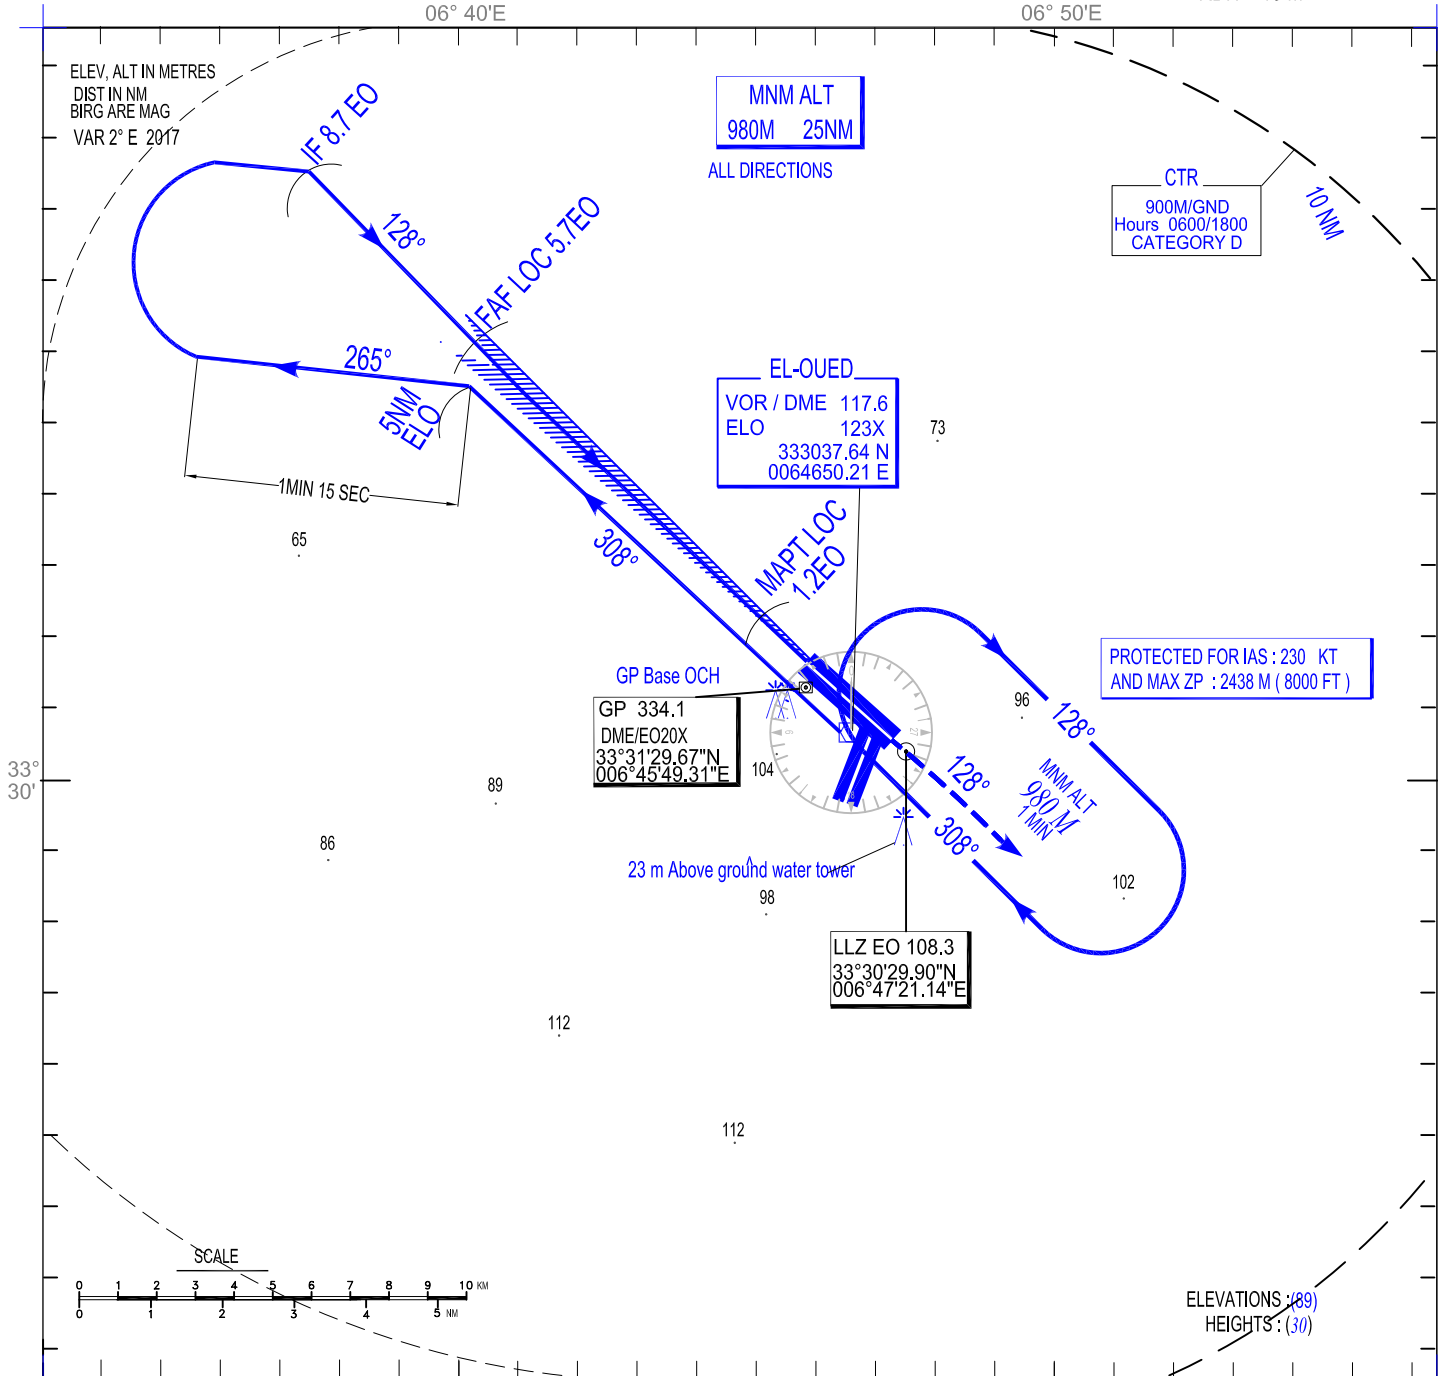 06° 40'E
06° 50'E
ELEV, ALT IN METRES
DIST IN NM
BIRG ARE MAG
VAR 2° E 2017
IF 8.7 EO
MNM ALT
980M 25NM
ALL DIRECTIONS
CTR
900M/GND
Hours 0600/1800
CATEGORY D
10 NM
128°
FAF LOC 5.7EO
265°
5NM
ELO
1MIN 15 SEC
EL-OUED
VOR / DME 117.6
ELO 123X
333037.64 N
0064650.21 E
73
65
308°
MAPT LOC
1.2EO
PROTECTED FOR IAS : 230 KT
AND MAX ZP : 2438 M ( 8000 FT )
GP Base OCH
GP 334.1
DME/EO20X
33°31'29.67"N
006°45'49.31"E
96
128°
33°
30'
104
128°
MNM ALT
980 M
1 MIN
89
86
308°
23 m Above ground water tower
98
102
LLZ EO 108.3
33°30'29.90"N
006°47'21.14"E
112
112
SCALE
0 1 2 3 4 5 6 7 8 9 10 KM
0 1 2 3 4 5 NM
ELEVATIONS : (89)
HEIGHTS : (30)